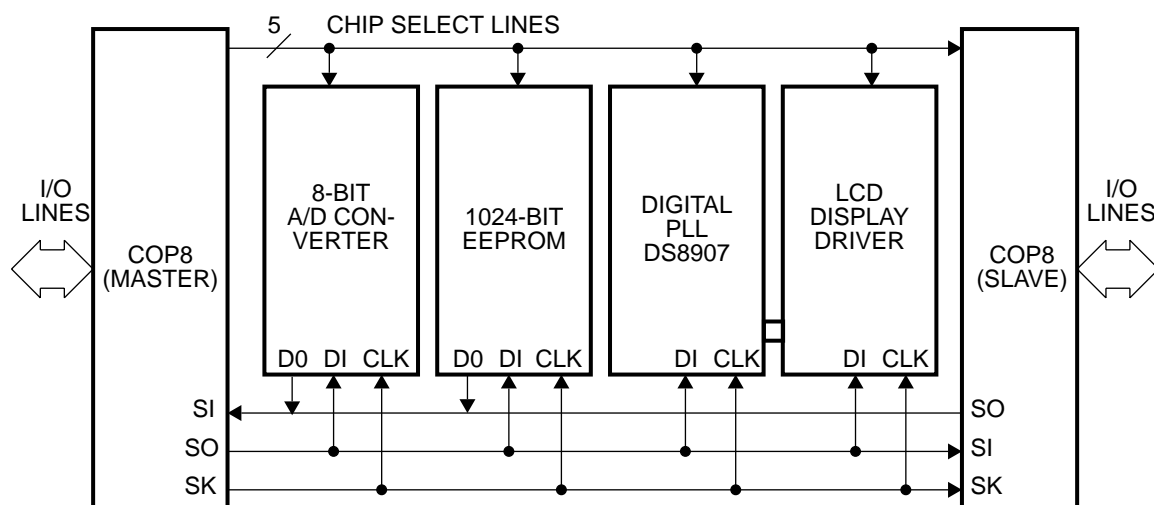 5 CHIP SELECT LINES
I/O
LINES
COP8
(MASTER)
8-BIT
A/D CON-
VERTER
1024-BIT
EEPROM
DIGITAL
PLL
DS8907
LCD
DISPLAY
DRIVER
COP8
(SLAVE)
I/O
LINES
D0 DI CLK
D0 DI CLK
DI CLK
DI CLK
SI
SO
SO
SI
SK
SK